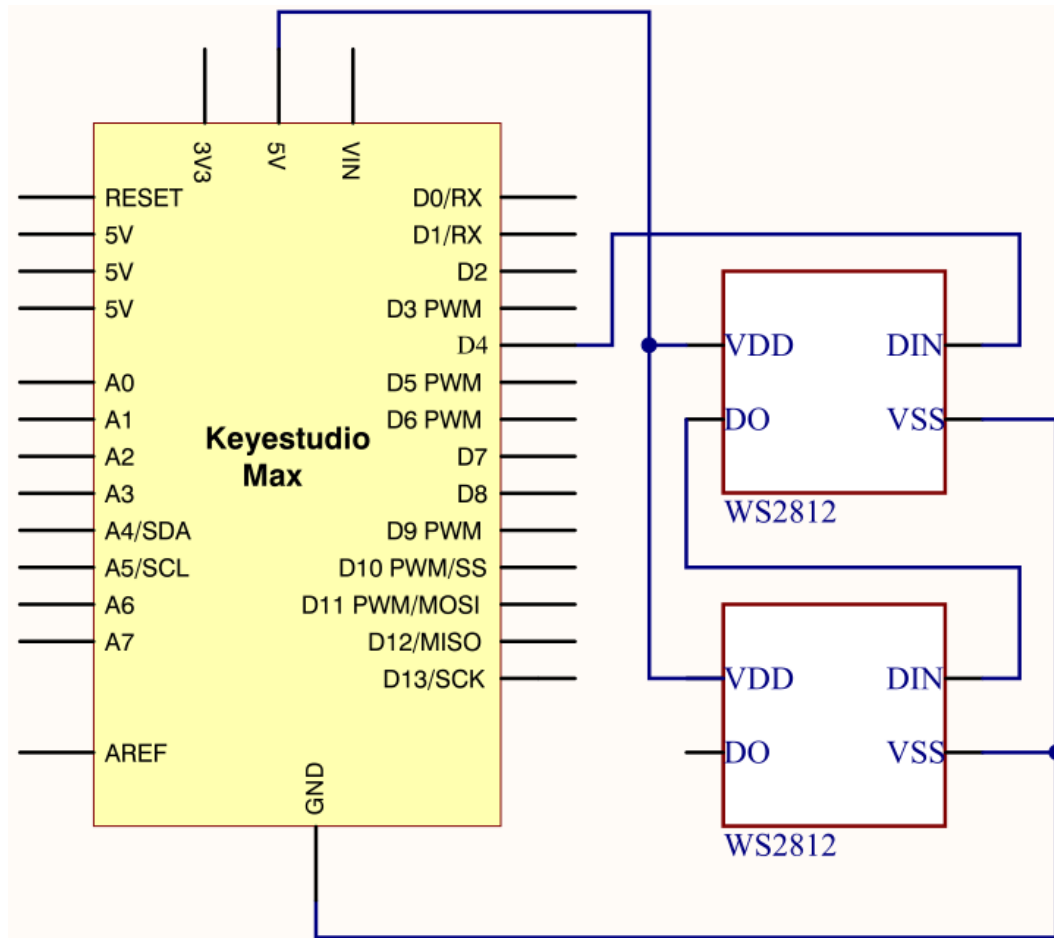 3V3
5V
VIN
RESET
5V
5V
5V
A0
A1
A2
A3
A4/SDA
A5/SCL
A6
A7
AREF
Keyestudio
Max
D0/RX
D1/RX
D2
D3 PWM
D4
D5 PWM
D6 PWM
D7
D8
D9 PWM
D10 PWM/SS
D11 PWM/MOSI
D12/MISO
D13/SCK
GND
VDD DIN
DO VSS
WS2812
VDD DIN
DO VSS
WS2812